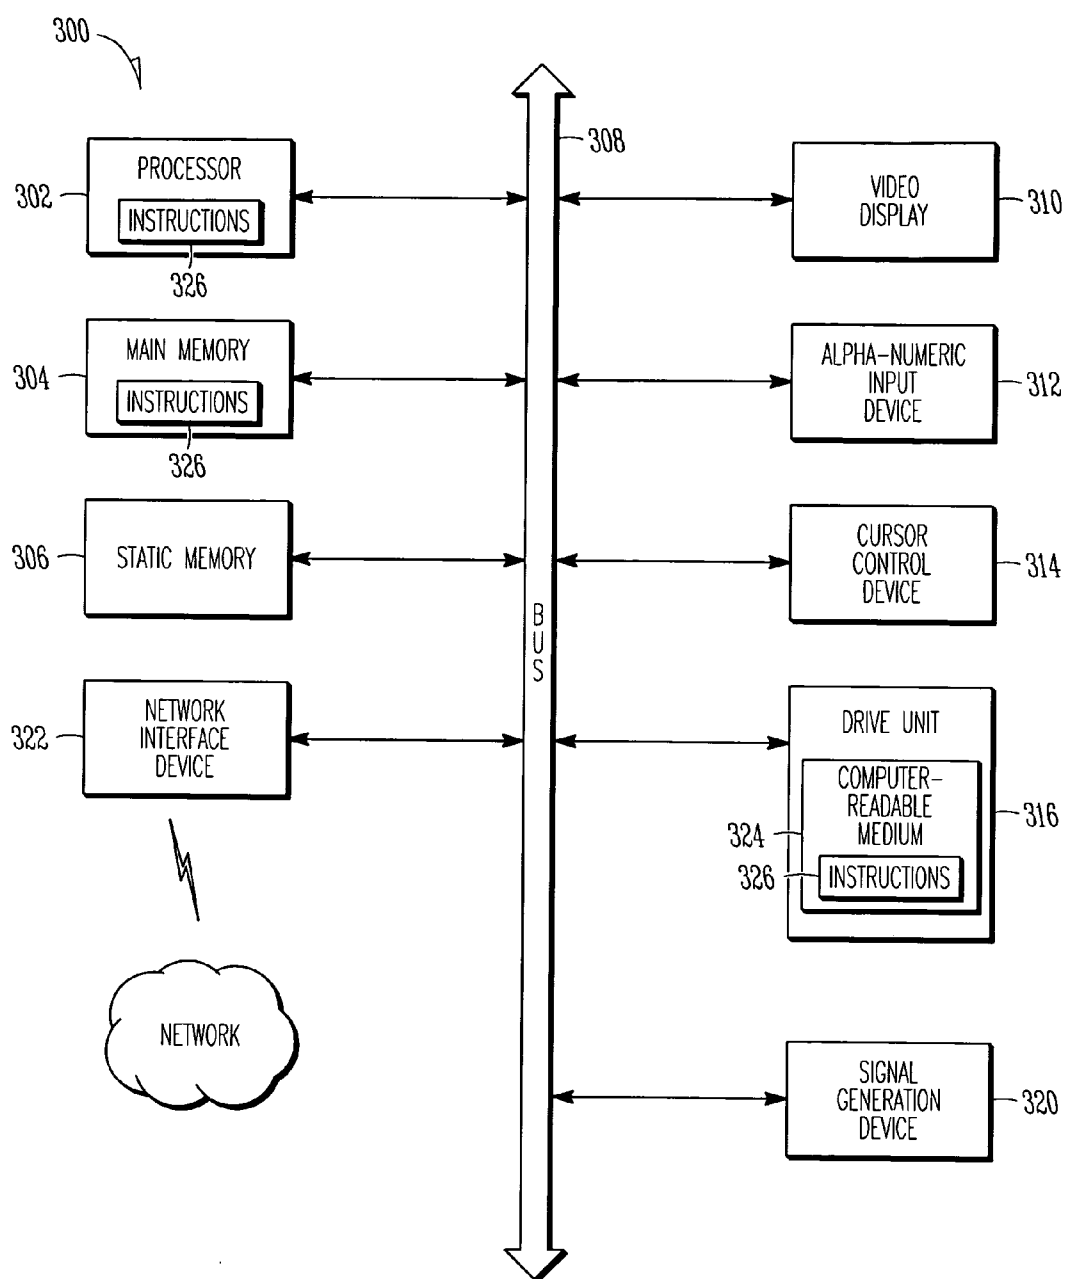 300
308
302
PROCESSOR
INSTRUCTIONS
326
304
MAIN MEMORY
INSTRUCTIONS
326
306
STATIC MEMORY
322
NETWORK
INTERFACE
DEVICE
NETWORK
B
U
S
VIDEO
DISPLAY
310
ALPHA-NUMERIC
INPUT
DEVICE
312
CURSOR
CONTROL
DEVICE
314
DRIVE UNIT
316
COMPUTER-
READABLE
MEDIUM
324
326
INSTRUCTIONS
SIGNAL
GENERATION
DEVICE
320